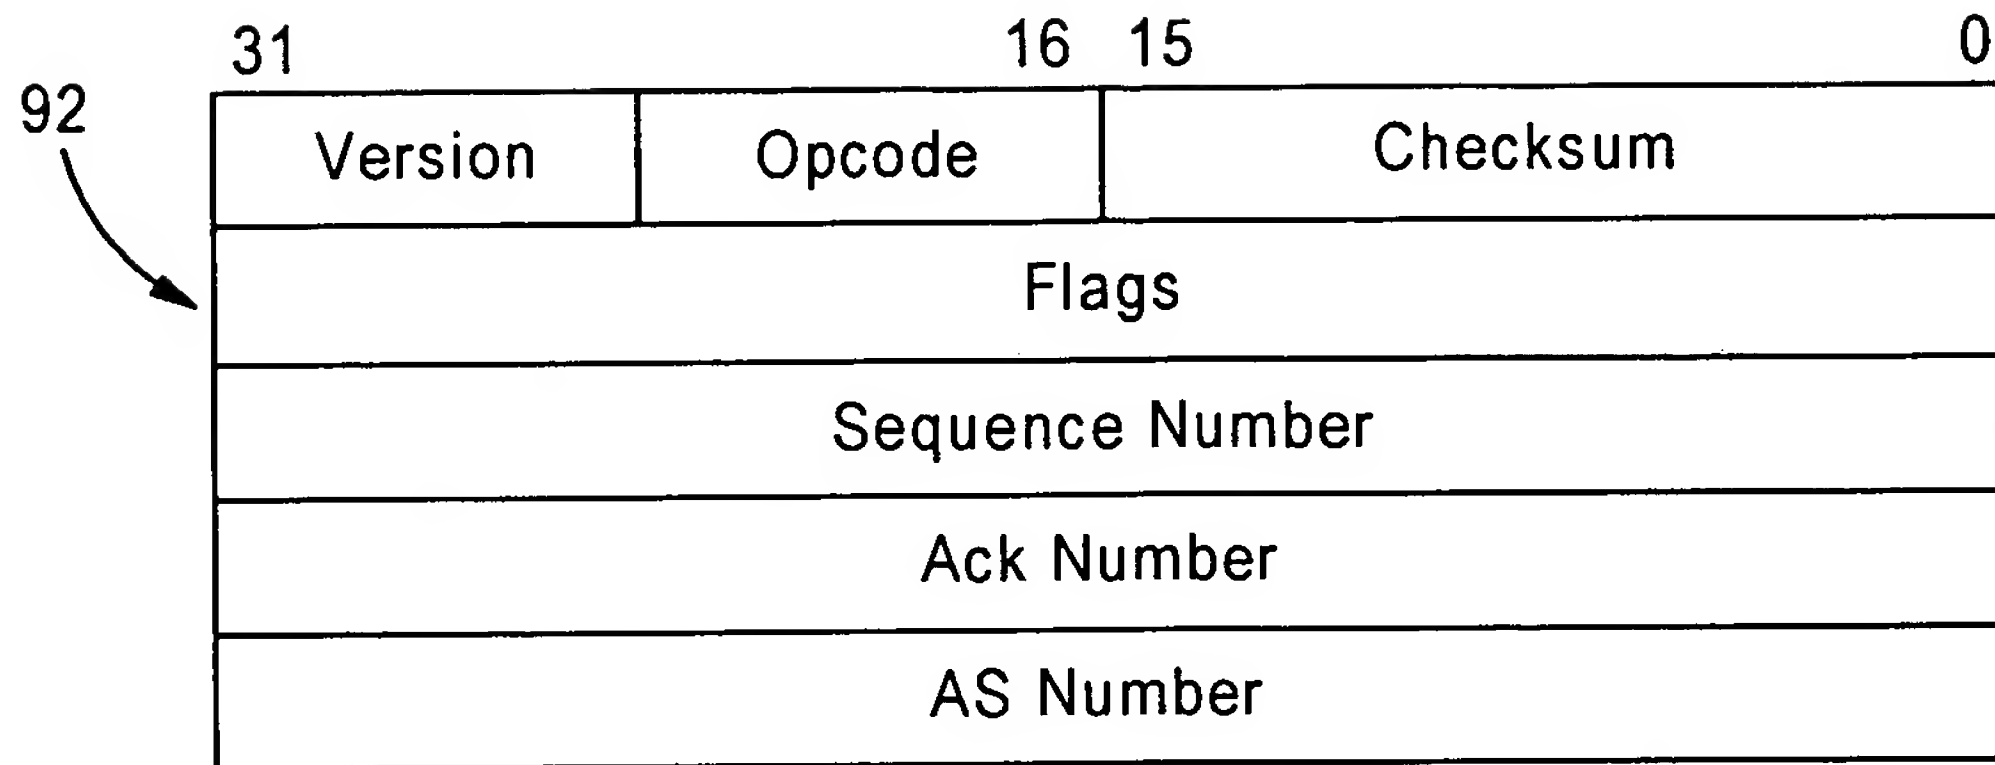 31 16 15 0
92
Version Opcode Checksum
Flags
Sequence Number
Ack Number
AS Number